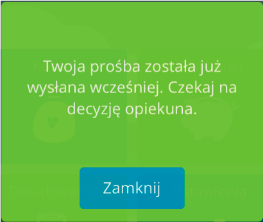 Twoja prośba została już
wysłana wcześniej. Czekaj na
decyzję opiekuna.
Zamknij